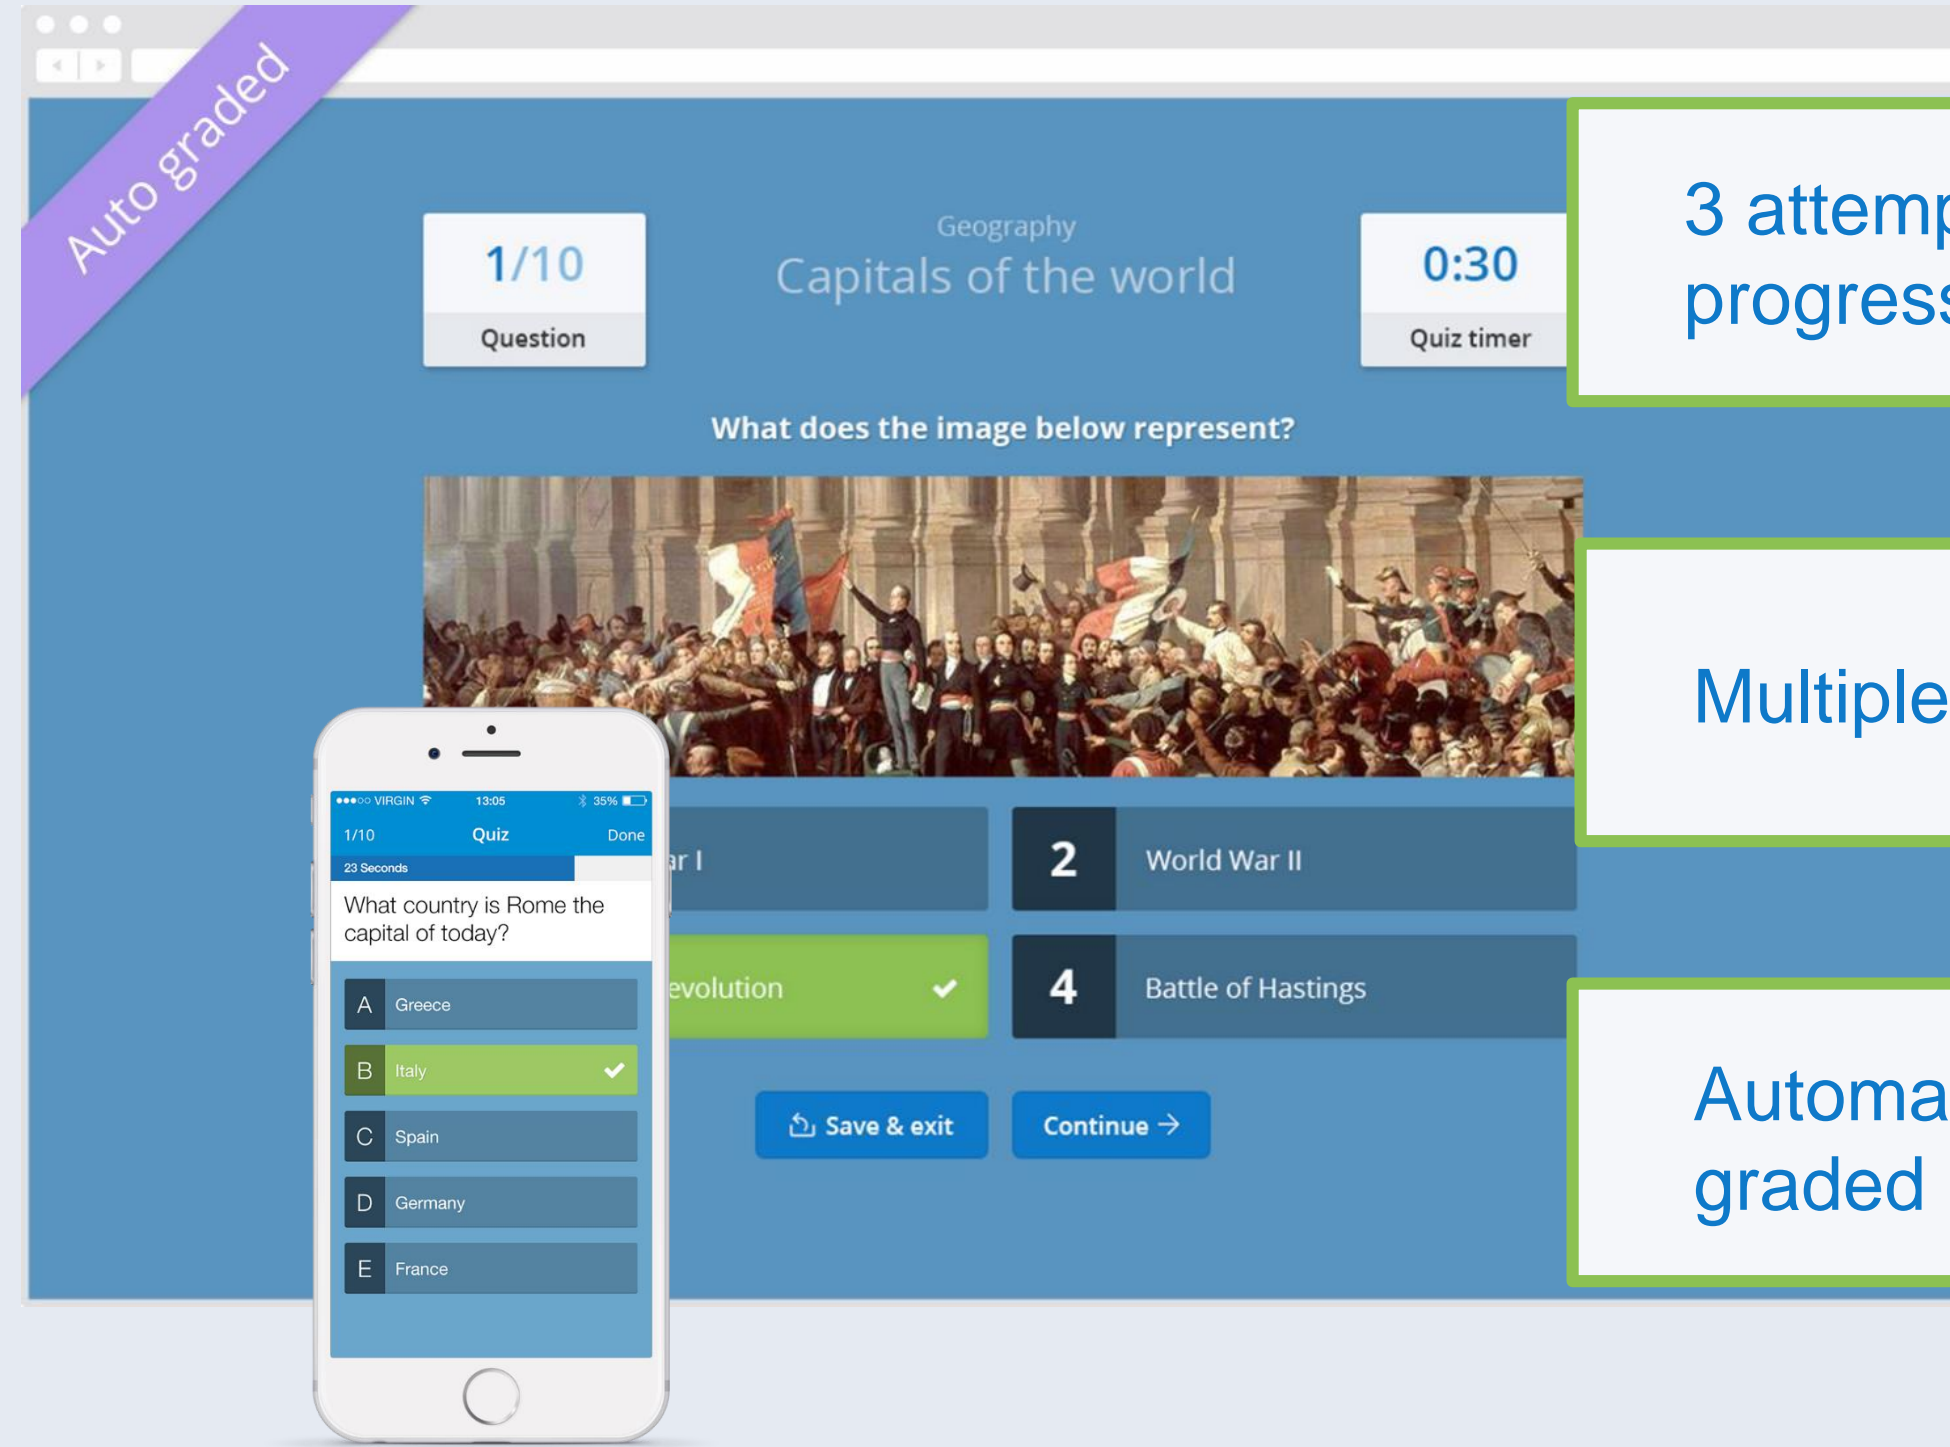 Auto graded
1/10
Question
Geography
Capitals of the world
0:30
Quiz timer
What does the image below represent?
2 World War II
4 Battle of Hastings
Save & exit
Continue
VIRGIN 13:05 35%
1/10 Quiz Done
23 Seconds
What country is Rome the
capital of today?
A Greece
B Italy
C Spain
D Germany
E France
3
Multiple
graded